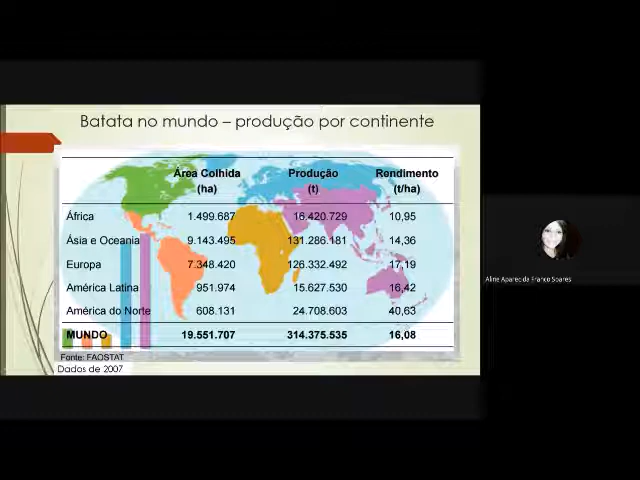 Batata no mundo – produção por continente
Área Colhida Produção Rendimento
(ha) (t) (t/ha)
África 1.499.687 16.420.729 10,95
Ásia e Oceania 9.143.495 131.286.181 14,36
Europa 7.348.420 126.332.492 17,19
América Latina 951.974 15.627.530 16,42
América do Norte 608.131 24.708.603 40,63
MUNDO 19.551.707 314.375.535 16,08
Fonte: FAOSTAT
Dados de 2007
Aline Aparecida Franco Soares